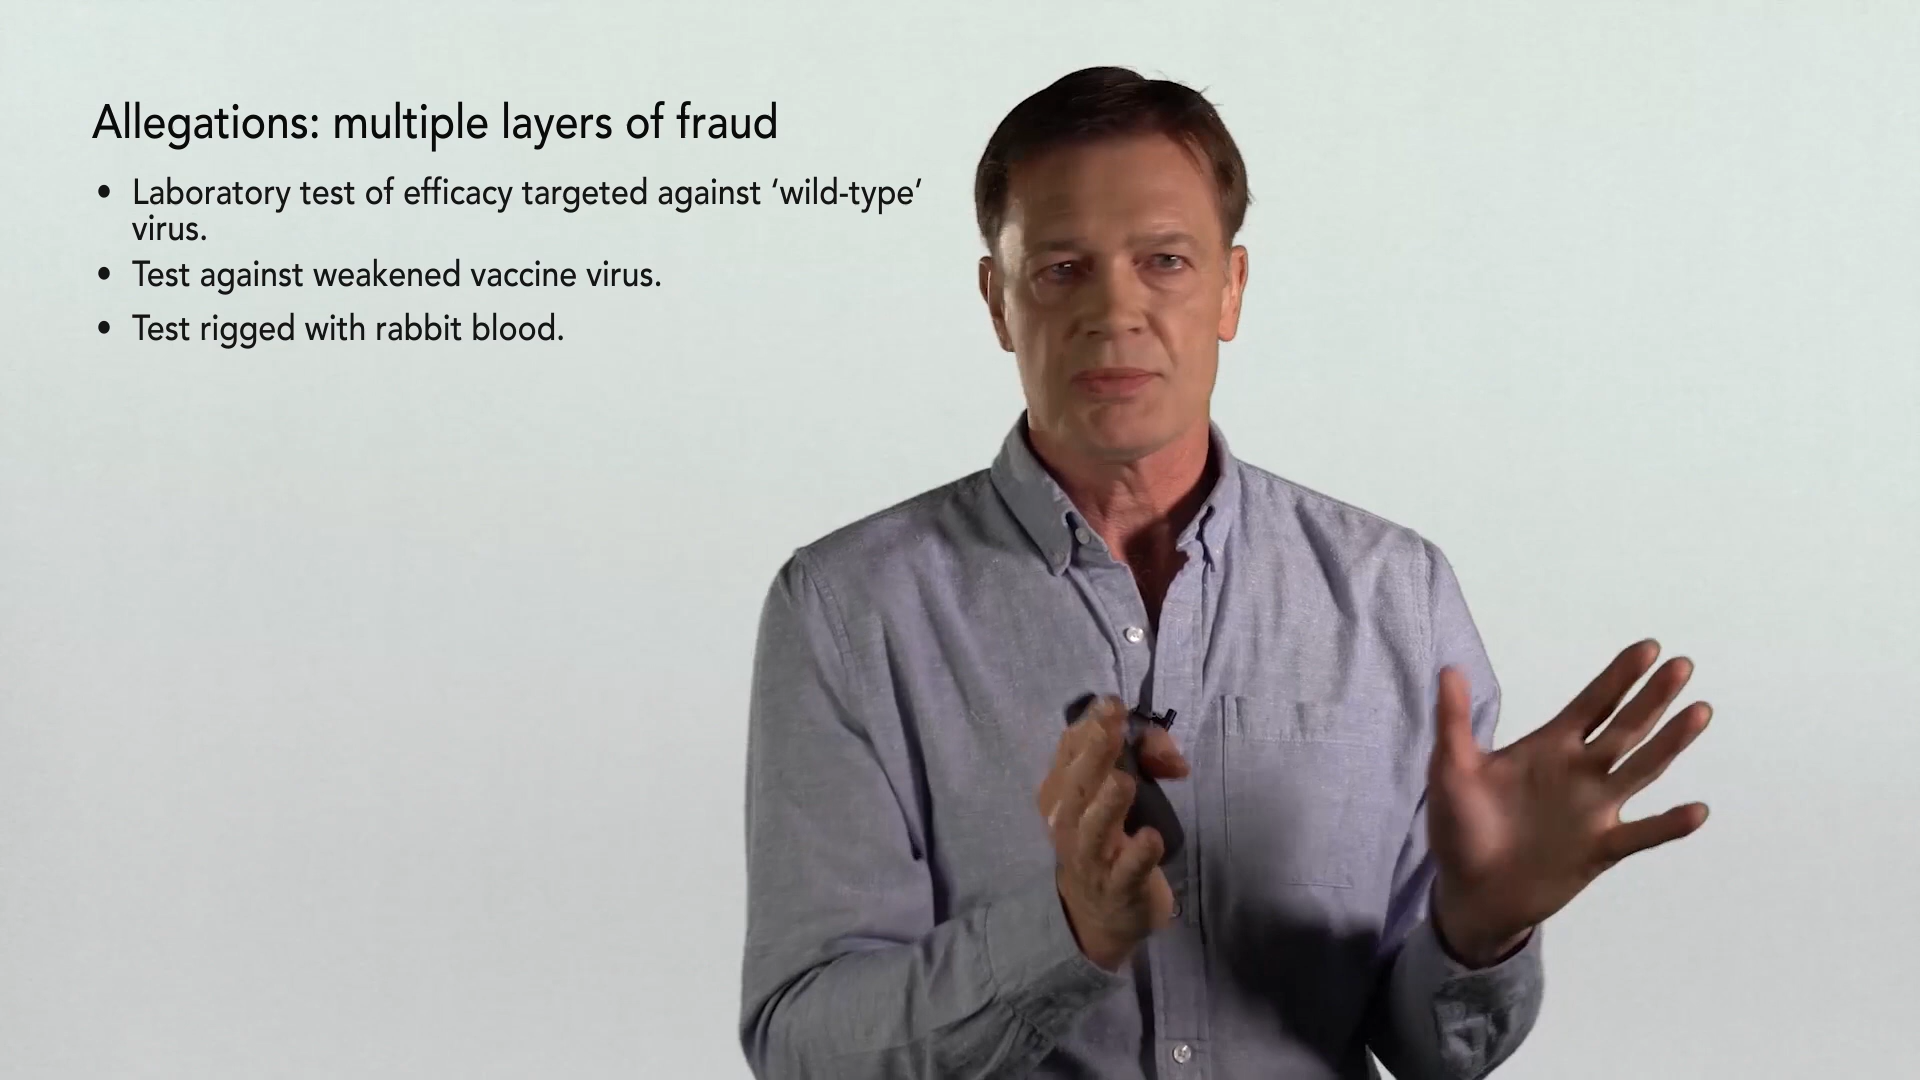 Allegations: multiple layers of fraud
• Laboratory test of efficacy targeted against ‘wild-type’
virus.
• Test against weakened vaccine virus.
• Test rigged with rabbit blood.